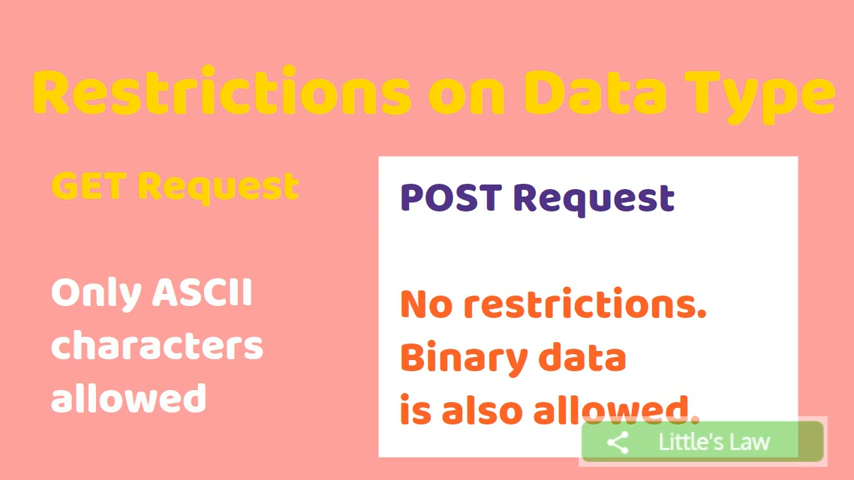 Restrictions on Data Type
GET Request
Only ASCII
characters
allowed
POST Request
No restrictions.
Binary data
is also allowed.
Little's Law